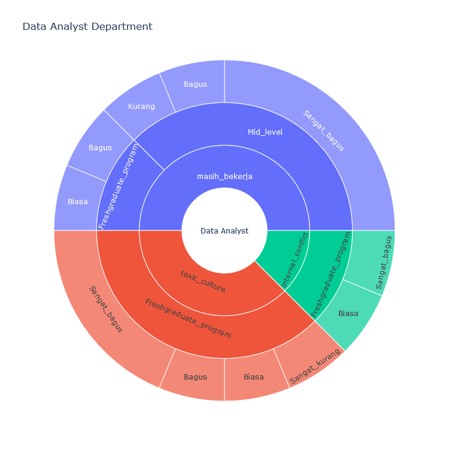 Data Analyst Department
Bagus
Kurang
Sangat_bagus
Mid_level
Bagus
Freshgraduate_program
masih_bekerja
Biasa
Data Analyst
Sangat_bagus
internal_conflict
Freshgraduate_program
Biasa
toxic_culture
Freshgraduate_program
Sangat_bagus
Bagus
Biasa
Sangat_kurang